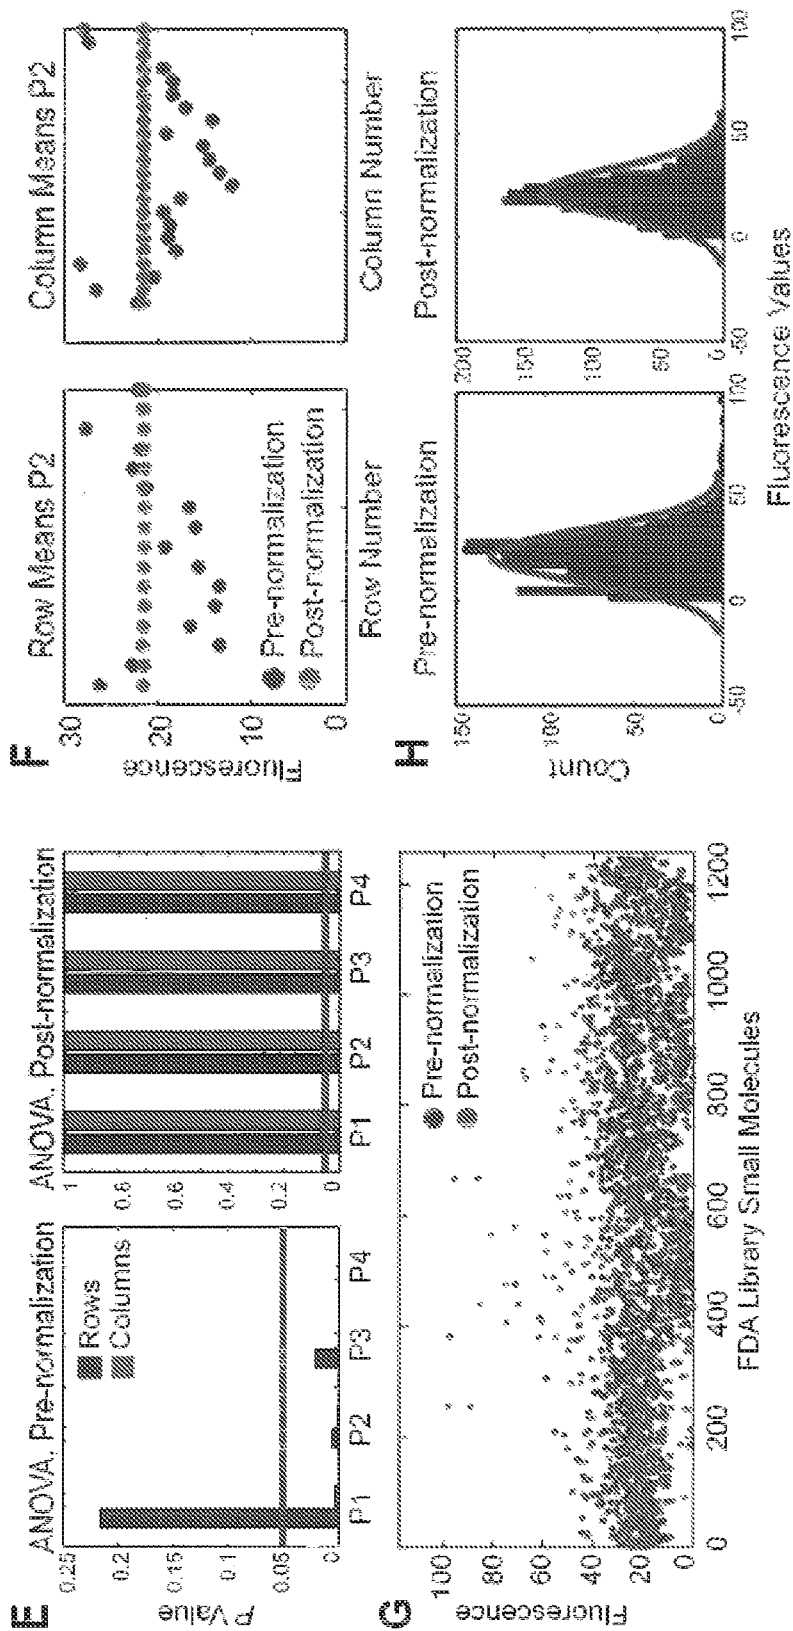 E
ANOVA, Pre-normalization
P Value
0.25
0.2
0.15
0.1
0.05
0
Rows
Columns
P1
P2
P3
P4
ANOVA, Post-normalization
1
0.8
0.6
0.4
0.2
0
P1
P2
P3
P4
F
Row Means P2
Fluorescence
30
20
10
0
Pre-normalization
Post-normalization
Row Number
Column Means P2
Column Number
G
Fluorescence
100
80
60
40
20
0
Pre-normalization
Post-normalization
0
200
400
600
800
1000
1200
FDA Library Small Molecules
H
Pre-normalization
Count
150
100
50
0
-50
0
50
100
Post-normalization
200
150
100
50
0
-50
0
50
100
Fluorescence Values